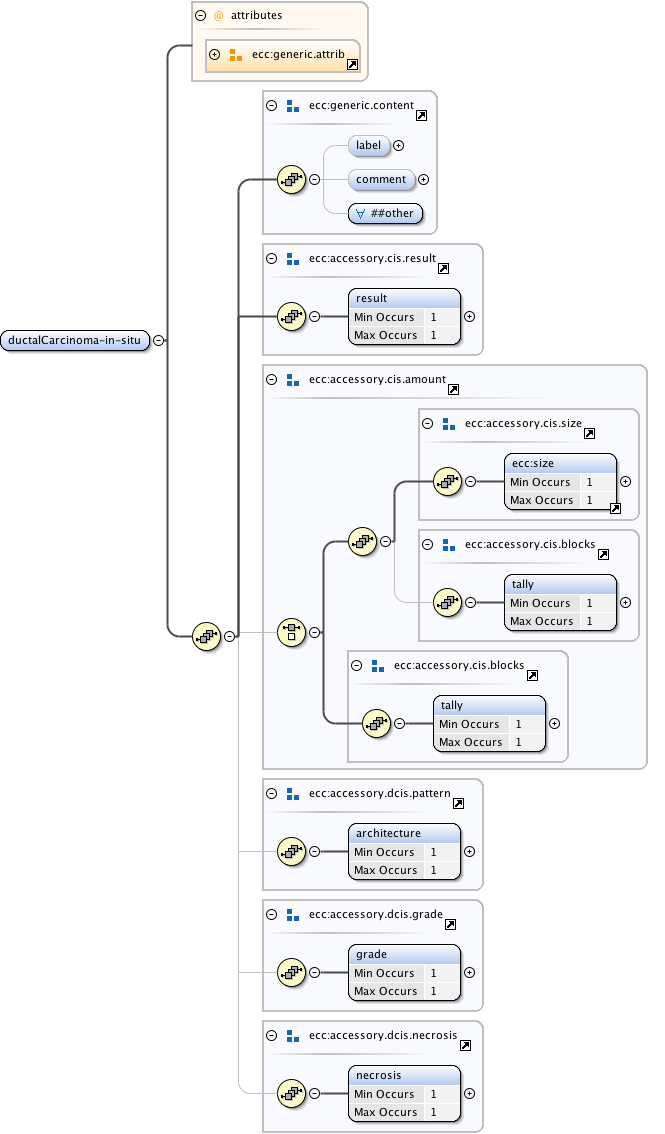 @ attributes
ecc:generic.attrib
ecc:generic.content
label
comment
∀ ##other
ecc:accessory.cis.result
result
Min Occurs 1
Max Occurs 1
ductalCarcinoma-in-situ
ecc:accessory.cis.amount
ecc:accessory.cis.size
ecc:size
Min Occurs 1
Max Occurs 1
ecc:accessory.cis.blocks
tally
Min Occurs 1
Max Occurs 1
ecc:accessory.cis.blocks
tally
Min Occurs 1
Max Occurs 1
ecc:accessory.dcis.pattern
architecture
Min Occurs 1
Max Occurs 1
ecc:accessory.dcis.grade
grade
Min Occurs 1
Max Occurs 1
ecc:accessory.dcis.necrosis
necrosis
Min Occurs 1
Max Occurs 1